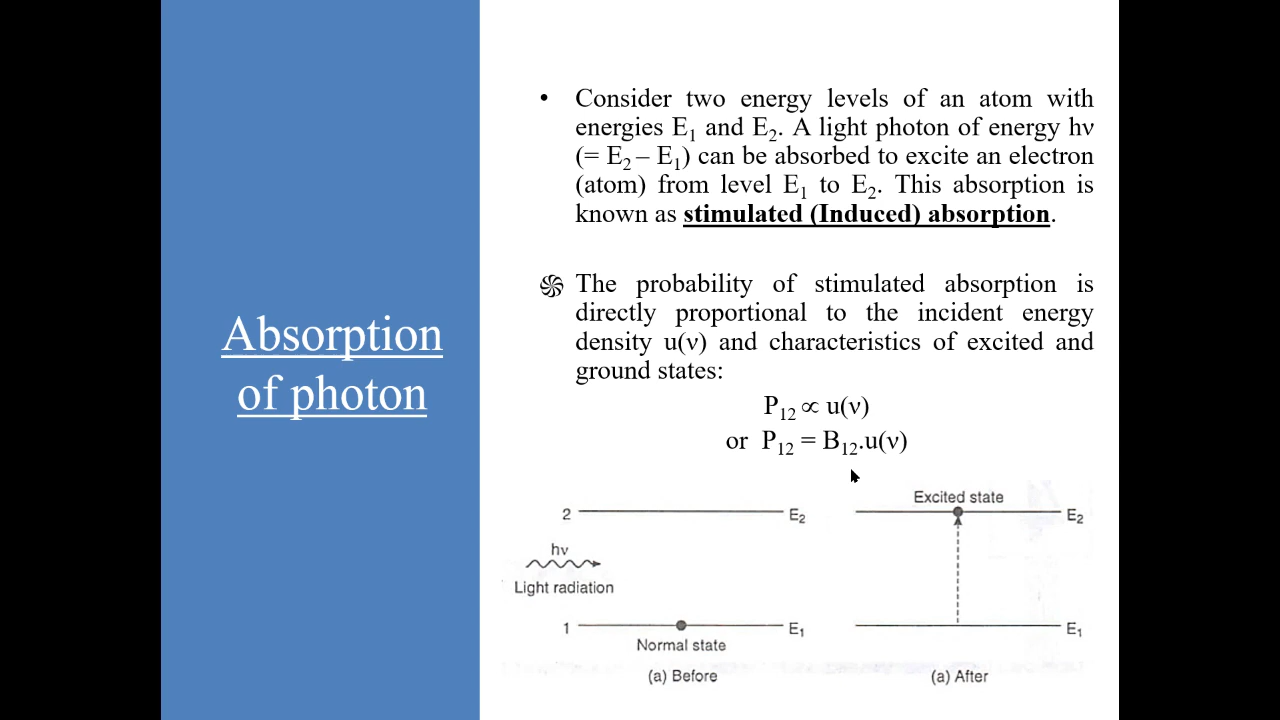 Absorption
of photon
• Consider two energy levels of an atom with
energies E₁ and E₂. A light photon of energy hν
(= E₂ – E₁) can be absorbed to excite an electron
(atom) from level E₁ to E₂. This absorption is
known as stimulated (Induced) absorption.
The probability of stimulated absorption is
directly proportional to the incident energy
density u(ν) and characteristics of excited and
ground states:
P₁₂ ∝ u(ν)
or P₁₂ = B₁₂.u(ν)
2 E₂
hν
Light radiation
1 E₁
Normal state
(a) Before
Excited state
E₂
E₁
(a) After